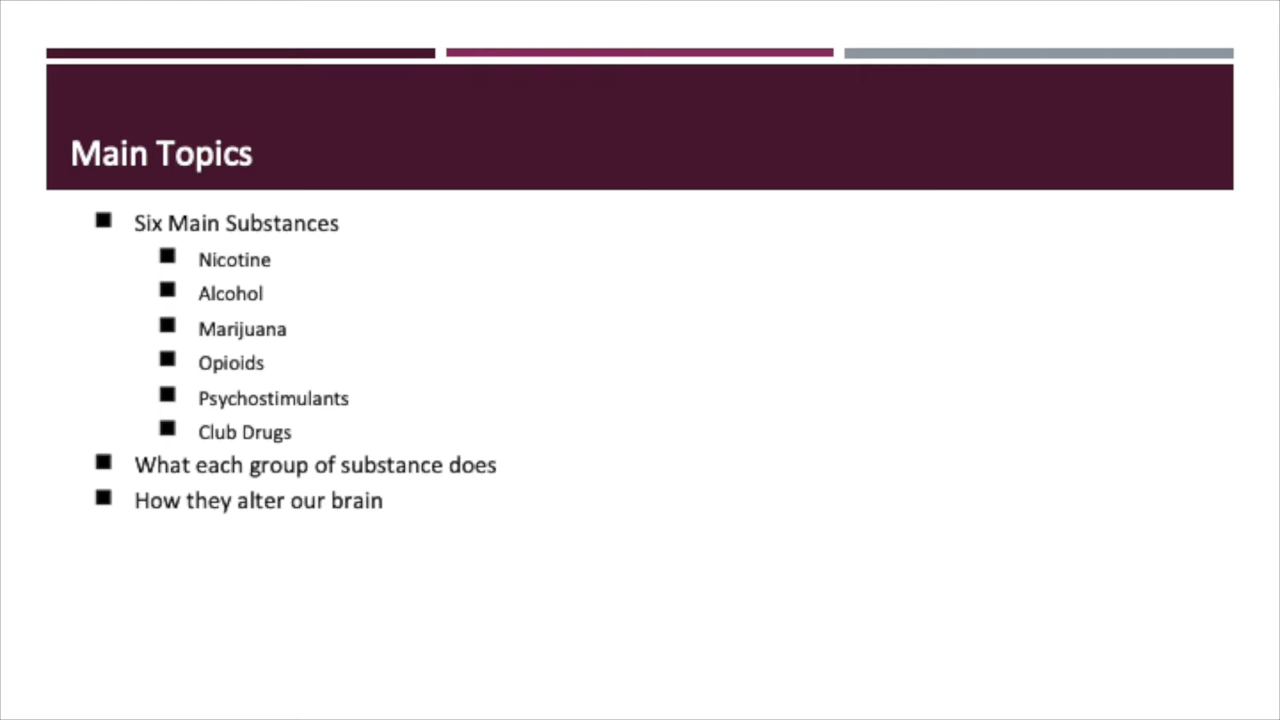 Main Topics
Six Main Substances
Nicotine
Alcohol
Marijuana
Opioids
Psychostimulants
Club Drugs
What each group of substance does
How they alter our brain